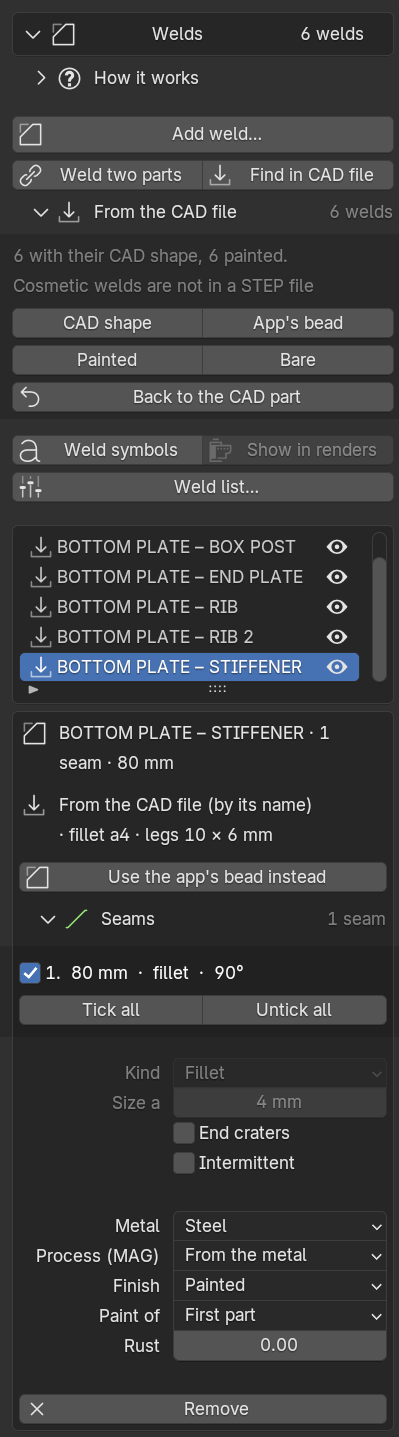 Welds 6 welds
How it works
Add weld...
Weld two parts Find in CAD file
From the CAD file 6 welds
6 with their CAD shape, 6 painted.
Cosmetic welds are not in a STEP file
CAD shape App's bead
Painted Bare
Back to the CAD part
Weld symbols Show in renders
Weld list...
BOTTOM PLATE – BOX POST
BOTTOM PLATE – END PLATE
BOTTOM PLATE – RIB
BOTTOM PLATE – RIB 2
BOTTOM PLATE – STIFFENER
BOTTOM PLATE – STIFFENER · 1
seam · 80 mm
From the CAD file (by its name)
· fillet a4 · legs 10 × 6 mm
Use the app's bead instead
Seams 1 seam
1. 80 mm · fillet · 90°
Tick all Untick all
Kind Fillet
Size a 4 mm
End craters
Intermittent
Metal Steel
Process (MAG) From the metal
Finish Painted
Paint of First part
Rust 0.00
Remove